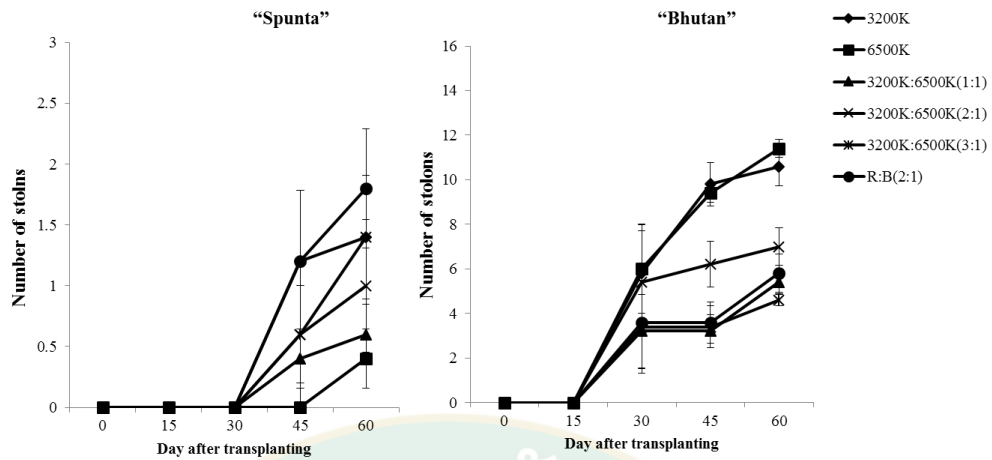 “Spunta”
3
2.5
2
1.5
1
0.5
0
Number of stolns
0 15 30 45 60
Day after transplanting
“Bhutan”
16
14
12
10
8
6
4
2
0
Number of stolons
0 15 30 45 60
Day after transplanting
3200K
6500K
3200K:6500K(1:1)
3200K:6500K(2:1)
3200K:6500K(3:1)
R:B(2:1)